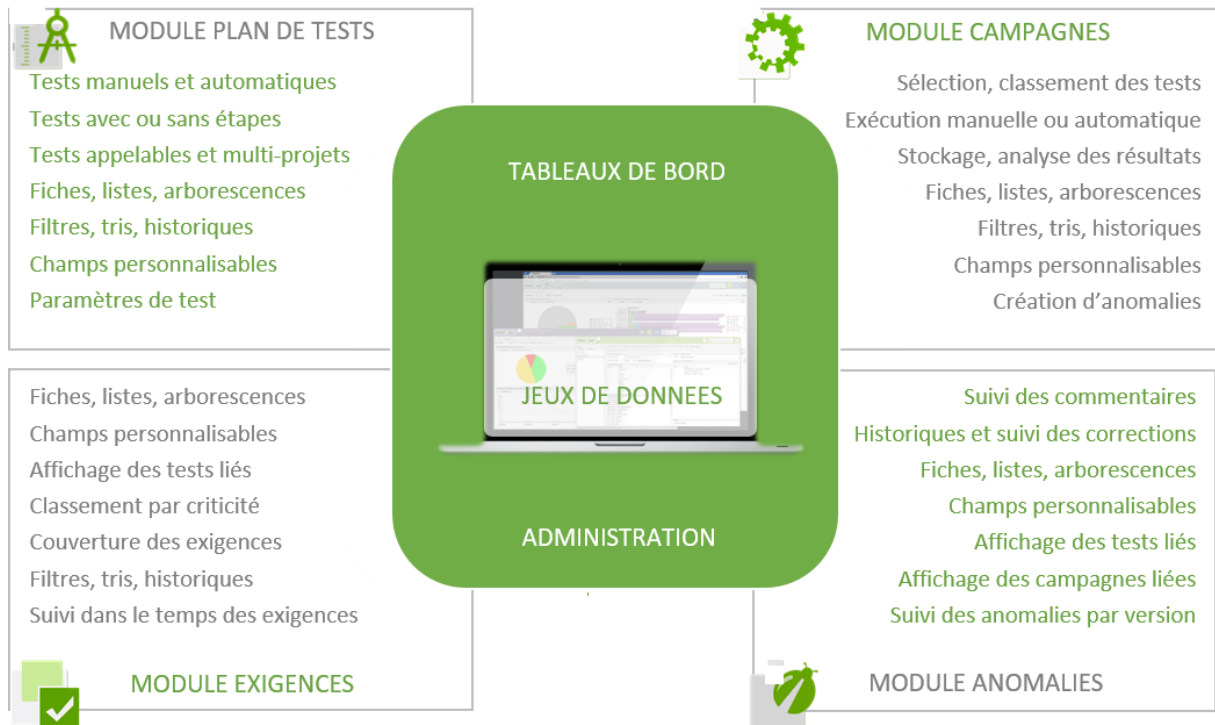 MODULE PLAN DE TESTS
Tests manuels et automatiques
Tests avec ou sans étapes
Tests appelables et multi-projets
Fiches, listes, arborescences
Filtres, tris, historiques
Champs personnalisables
Paramètres de test
MODULE CAMPAGNES
Sélection, classement des tests
Exécution manuelle ou automatique
Stockage, analyse des résultats
Fiches, listes, arborescences
Filtres, tris, historiques
Champs personnalisables
Création d’anomalies
TABLEAUX DE BORD
JEUX DE DONNEES
ADMINISTRATION
Fiches, listes, arborescences
Champs personnalisables
Affichage des tests liés
Classement par criticité
Couverture des exigences
Filtres, tris, historiques
Suivi dans le temps des exigences
MODULE EXIGENCES
Suivi des commentaires
Historiques et suivi des corrections
Fiches, listes, arborescences
Champs personnalisables
Affichage des tests liés
Affichage des campagnes liées
Suivi des anomalies par version
MODULE ANOMALIES